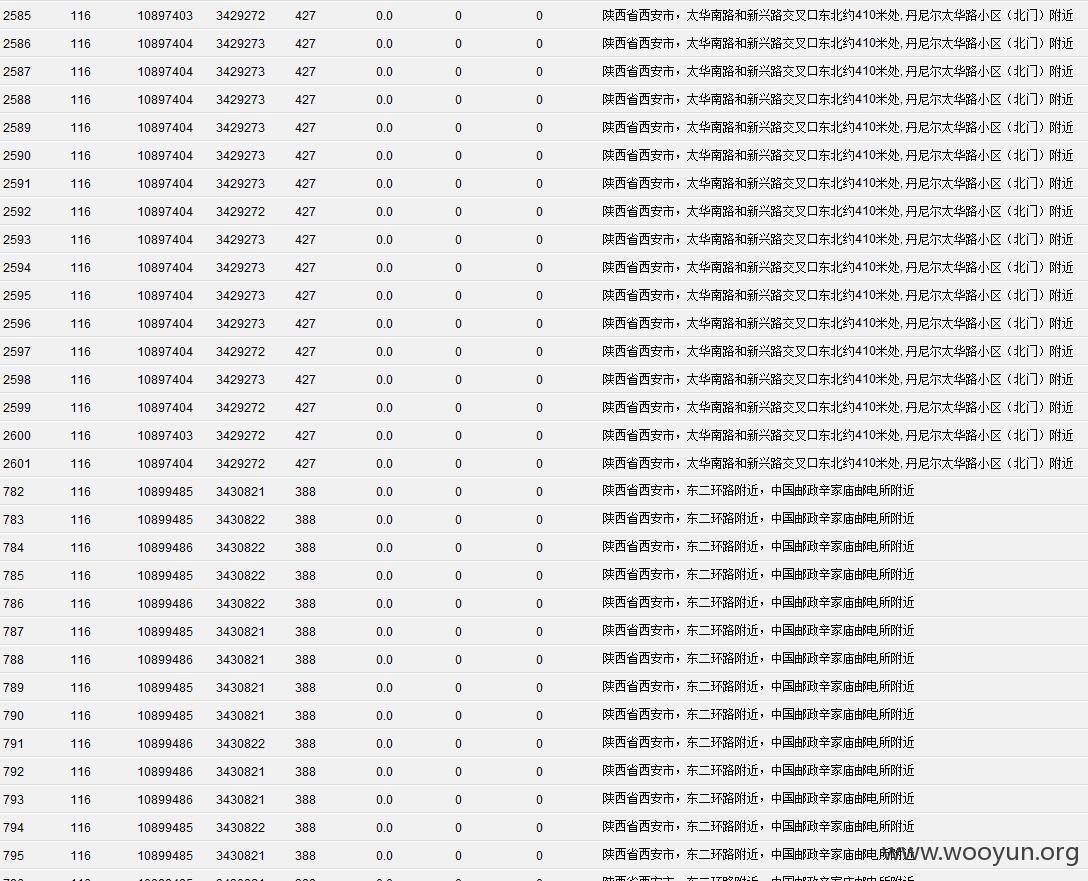 2585 116 10897403 3429272 427 0.0 0 0 陕西省西安市，太华南路和新兴路交叉口东北约410米处,丹尼尔太华路小区（北门）附近
2586 116 10897404 3429273 427 0.0 0 0 陕西省西安市，太华南路和新兴路交叉口东北约410米处,丹尼尔太华路小区（北门）附近
2587 116 10897404 3429273 427 0.0 0 0 陕西省西安市，太华南路和新兴路交叉口东北约410米处,丹尼尔太华路小区（北门）附近
2588 116 10897404 3429273 427 0.0 0 0 陕西省西安市，太华南路和新兴路交叉口东北约410米处,丹尼尔太华路小区（北门）附近
2589 116 10897404 3429273 427 0.0 0 0 陕西省西安市，太华南路和新兴路交叉口东北约410米处,丹尼尔太华路小区（北门）附近
2590 116 10897404 3429273 427 0.0 0 0 陕西省西安市，太华南路和新兴路交叉口东北约410米处,丹尼尔太华路小区（北门）附近
2591 116 10897404 3429273 427 0.0 0 0 陕西省西安市，太华南路和新兴路交叉口东北约410米处,丹尼尔太华路小区（北门）附近
2592 116 10897404 3429272 427 0.0 0 0 陕西省西安市，太华南路和新兴路交叉口东北约410米处,丹尼尔太华路小区（北门）附近
2593 116 10897404 3429273 427 0.0 0 0 陕西省西安市，太华南路和新兴路交叉口东北约410米处,丹尼尔太华路小区（北门）附近
2594 116 10897404 3429273 427 0.0 0 0 陕西省西安市，太华南路和新兴路交叉口东北约410米处,丹尼尔太华路小区（北门）附近
2595 116 10897404 3429273 427 0.0 0 0 陕西省西安市，太华南路和新兴路交叉口东北约410米处,丹尼尔太华路小区（北门）附近
2596 116 10897404 3429273 427 0.0 0 0 陕西省西安市，太华南路和新兴路交叉口东北约410米处,丹尼尔太华路小区（北门）附近
2597 116 10897404 3429272 427 0.0 0 0 陕西省西安市，太华南路和新兴路交叉口东北约410米处,丹尼尔太华路小区（北门）附近
2598 116 10897404 3429273 427 0.0 0 0 陕西省西安市，太华南路和新兴路交叉口东北约410米处,丹尼尔太华路小区（北门）附近
2599 116 10897404 3429272 427 0.0 0 0 陕西省西安市，太华南路和新兴路交叉口东北约410米处,丹尼尔太华路小区（北门）附近
2600 116 10897403 3429272 427 0.0 0 0 陕西省西安市，太华南路和新兴路交叉口东北约410米处,丹尼尔太华路小区（北门）附近
2601 116 10897404 3429272 427 0.0 0 0 陕西省西安市，太华南路和新兴路交叉口东北约410米处,丹尼尔太华路小区（北门）附近
782 116 10899485 3430821 388 0.0 0 0 陕西省西安市，东二环路附近，中国邮政辛家庙邮电所附近
783 116 10899485 3430822 388 0.0 0 0 陕西省西安市，东二环路附近，中国邮政辛家庙邮电所附近
784 116 10899486 3430822 388 0.0 0 0 陕西省西安市，东二环路附近，中国邮政辛家庙邮电所附近
785 116 10899485 3430822 388 0.0 0 0 陕西省西安市，东二环路附近，中国邮政辛家庙邮电所附近
786 116 10899486 3430822 388 0.0 0 0 陕西省西安市，东二环路附近，中国邮政辛家庙邮电所附近
787 116 10899485 3430821 388 0.0 0 0 陕西省西安市，东二环路附近，中国邮政辛家庙邮电所附近
788 116 10899486 3430821 388 0.0 0 0 陕西省西安市，东二环路附近，中国邮政辛家庙邮电所附近
789 116 10899485 3430821 388 0.0 0 0 陕西省西安市，东二环路附近，中国邮政辛家庙邮电所附近
790 116 10899485 3430821 388 0.0 0 0 陕西省西安市，东二环路附近，中国邮政辛家庙邮电所附近
791 116 10899486 3430822 388 0.0 0 0 陕西省西安市，东二环路附近，中国邮政辛家庙邮电所附近
792 116 10899486 3430821 388 0.0 0 0 陕西省西安市，东二环路附近，中国邮政辛家庙邮电所附近
793 116 10899486 3430821 388 0.0 0 0 陕西省西安市，东二环路附近，中国邮政辛家庙邮电所附近
794 116 10899485 3430822 388 0.0 0 0 陕西省西安市，东二环路附近，中国邮政辛家庙邮电所附近
795 116 10899485 3430821 388 0.0 0 0 陕西省西安市，东二环路附近，中国邮政辛家庙邮电所附近
www.wooyun.org